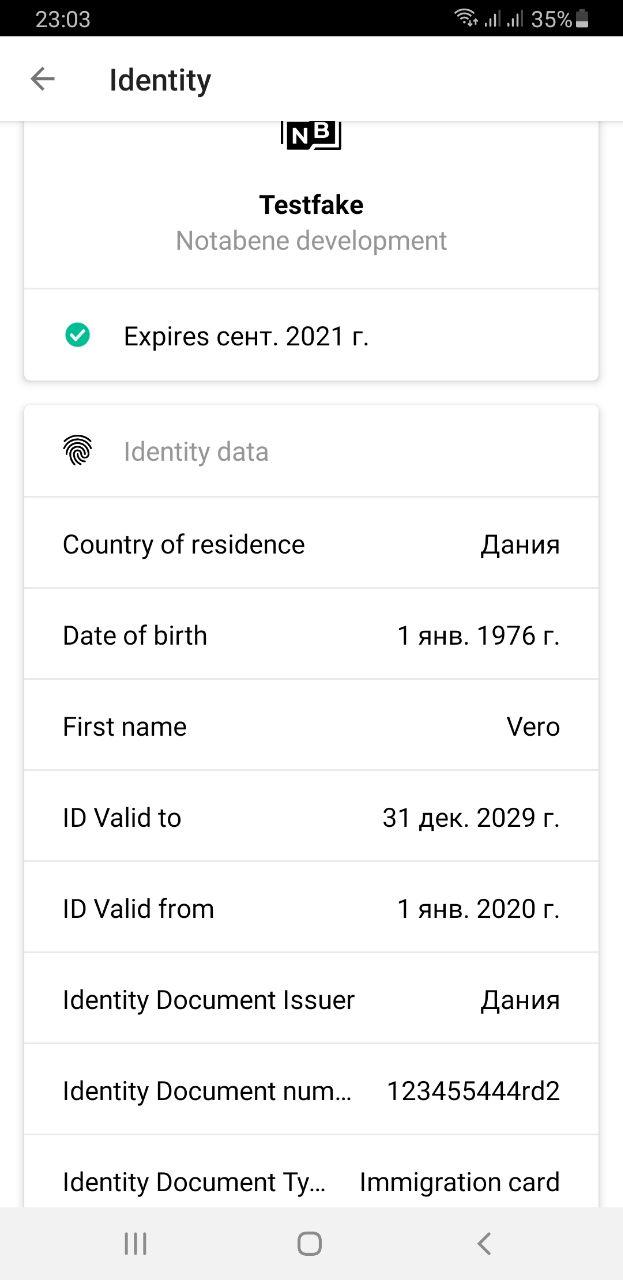 23:03 35%
Identity
NB
Testfake
Notabene development
Expires сент. 2021 г.
Identity data
Country of residence Дания
Date of birth 1 янв. 1976 г.
First name Vero
ID Valid to 31 дек. 2029 г.
ID Valid from 1 янв. 2020 г.
Identity Document Issuer Дания
Identity Document num... 123455444rd2
Identity Document Ty... Immigration card